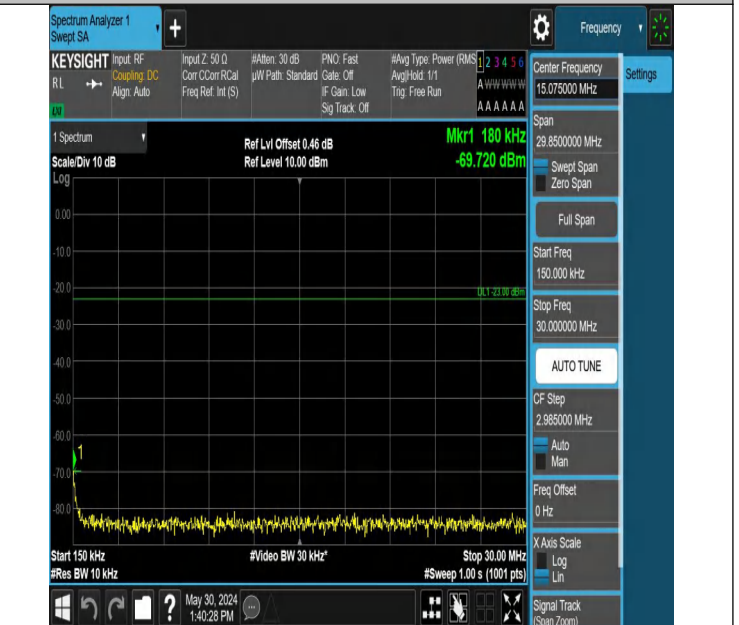 Spectrum Analyzer 1
Swept SA
+
Frequency
KEYSIGHT
RL
Input: RF
Coupling: DC
Align: Auto
Input Z: 50 Ω
Corr CCorr RCal
Freq Ref: Int (S)
#Atten: 30 dB
µW Path: Standard
PNO: Fast
Gate: Off
IF Gain: Low
Sig Track: Off
#Avg Type: Power (RMS
Avg|Hold: 1/1
Trig: Free Run
1 2 3 4 5 6
A W W W W W
A A A A A A
1 Spectrum
Scale/Div 10 dB
Log
Ref Lvl Offset 0.46 dB
Ref Level 10.00 dBm
Mkr1 180 kHz
-69.720 dBm
0.00
-10.0
-20.0
-30.0
-40.0
-50.0
-60.0
-70.0
-80.0
DL1 -23.00 dBm
1
Start 150 kHz
#Video BW 30 kHz*
Stop 30.00 MHz
#Res BW 10 kHz
#Sweep 1.00 s (1001 pts)
?
May 30, 2024
1:40:28 PM
Center Frequency
15.075000 MHz
Settings
Span
29.8500000 MHz
Swept Span
Zero Span
Full Span
Start Freq
150.000 kHz
Stop Freq
30.000000 MHz
AUTO TUNE
CF Step
2.985000 MHz
Auto
Man
Freq Offset
0 Hz
X Axis Scale
Log
Lin
Signal Track
(Span Zoom)